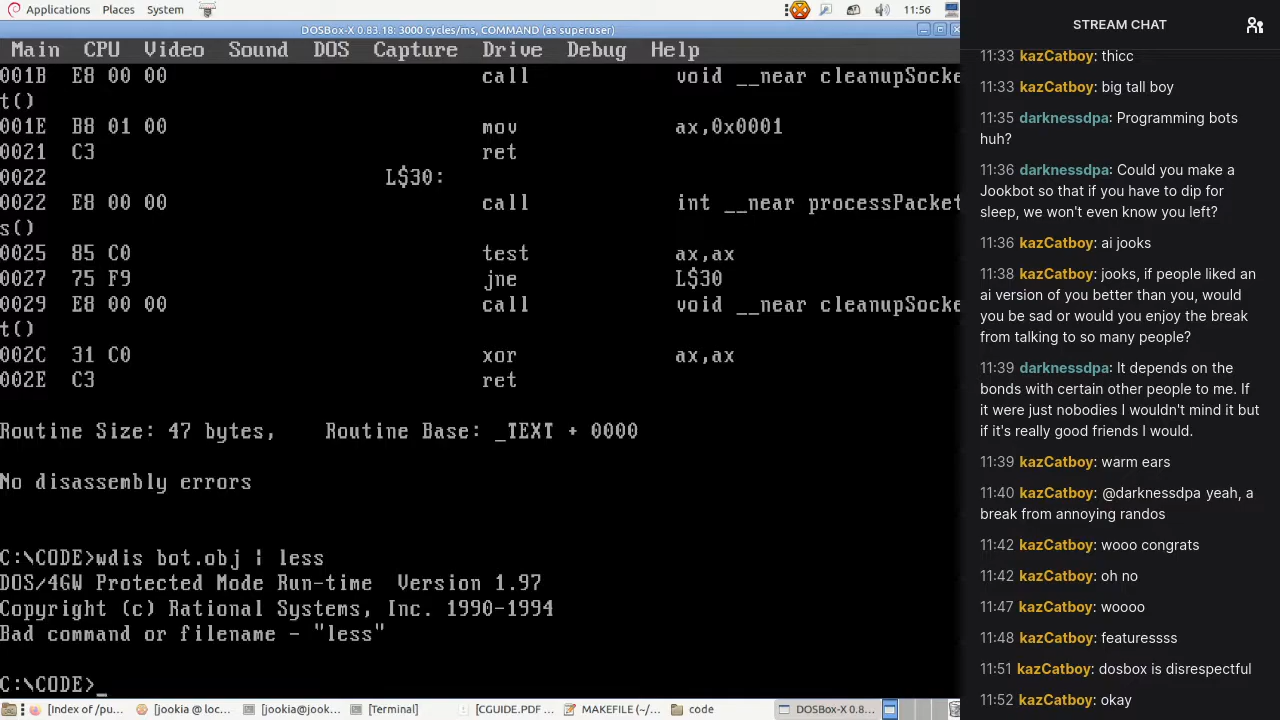 Applications Places System 11:56
DOSBox-X 0.83.18: 3000 cycles/ms, COMMAND (as superuser)
Main CPU Video Sound DOS Capture Drive Debug Help
001B E8 00 00 call void __near cleanupSocke
t()
001E B8 01 00 mov ax,0x0001
0021 C3 ret
0022 L$30:
0022 E8 00 00 call int __near processPacket
s()
0025 85 C0 test ax,ax
0027 75 F9 jne L$30
0029 E8 00 00 call void __near cleanupSocke
t()
002C 31 C0 xor ax,ax
002E C3 ret
Routine Size: 47 bytes, Routine Base: _TEXT + 0000
No disassembly errors
C:\CODE>wdis bot.obj | less
DOS/4GW Protected Mode Run-time Version 1.97
Copyright (c) Rational Systems, Inc. 1990-1994
Bad command or filename - "less"
C:\CODE>_
[Index of /pu... [jookia @ loc... [jookia@jook... [Terminal] [CGUIDE.PDF ... MAKEFILE (~/... code DOSBox-X 0.8...
STREAM CHAT
11:33 kazCatboy: thicc
11:33 kazCatboy: big tall boy
11:35 darknessdpa: Programming bots
huh?
11:36 darknessdpa: Could you make a
Jookbot so that if you have to dip for
sleep, we won't even know you left?
11:36 kazCatboy: ai jooks
11:38 kazCatboy: jooks, if people liked an
ai version of you better than you, would
you be sad or would you enjoy the break
from talking to so many people?
11:39 darknessdpa: It depends on the
bonds with certain other people to me. If
it were just nobodies I wouldn't mind it but
if it's really good friends I would.
11:39 kazCatboy: warm ears
11:40 kazCatboy: @darknessdpa yeah, a
break from annoying randos
11:42 kazCatboy: wooo congrats
11:42 kazCatboy: oh no
11:47 kazCatboy: woooo
11:48 kazCatboy: featuressss
11:51 kazCatboy: dosbox is disrespectful
11:52 kazCatboy: okay